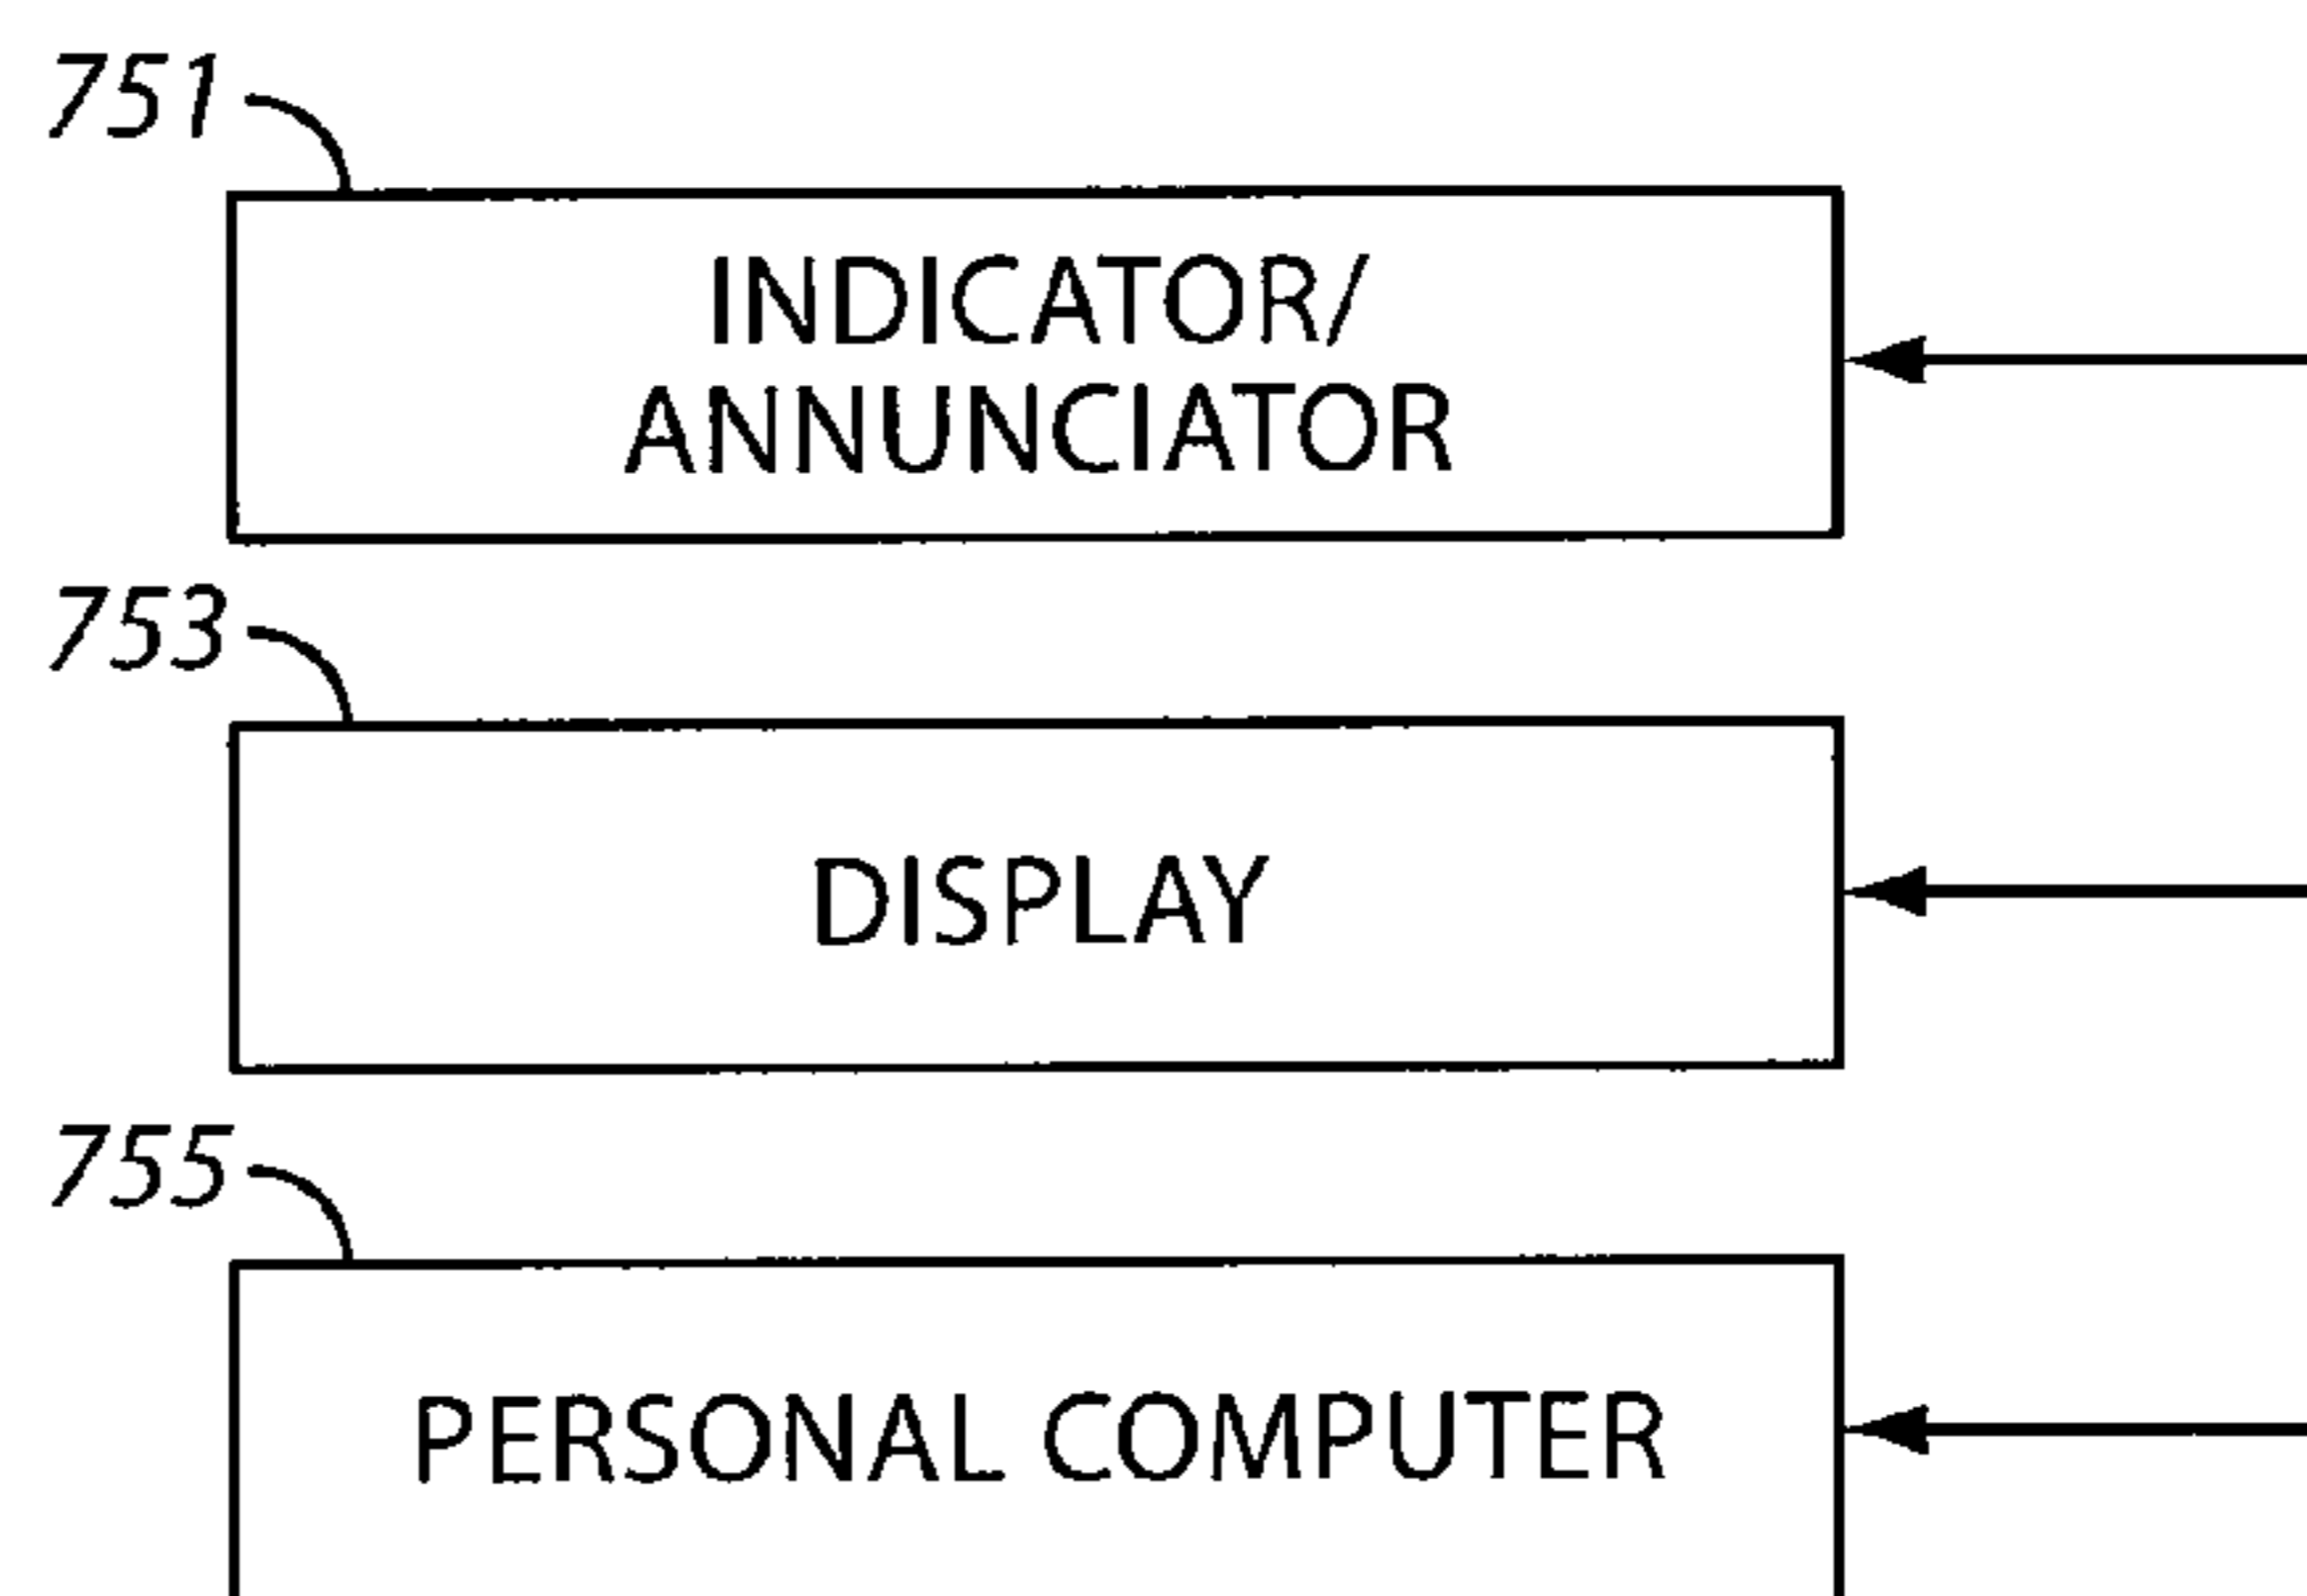 751
INDICATOR/
ANNUNCIATOR
753
DISPLAY
755
PERSONAL COMPUTER